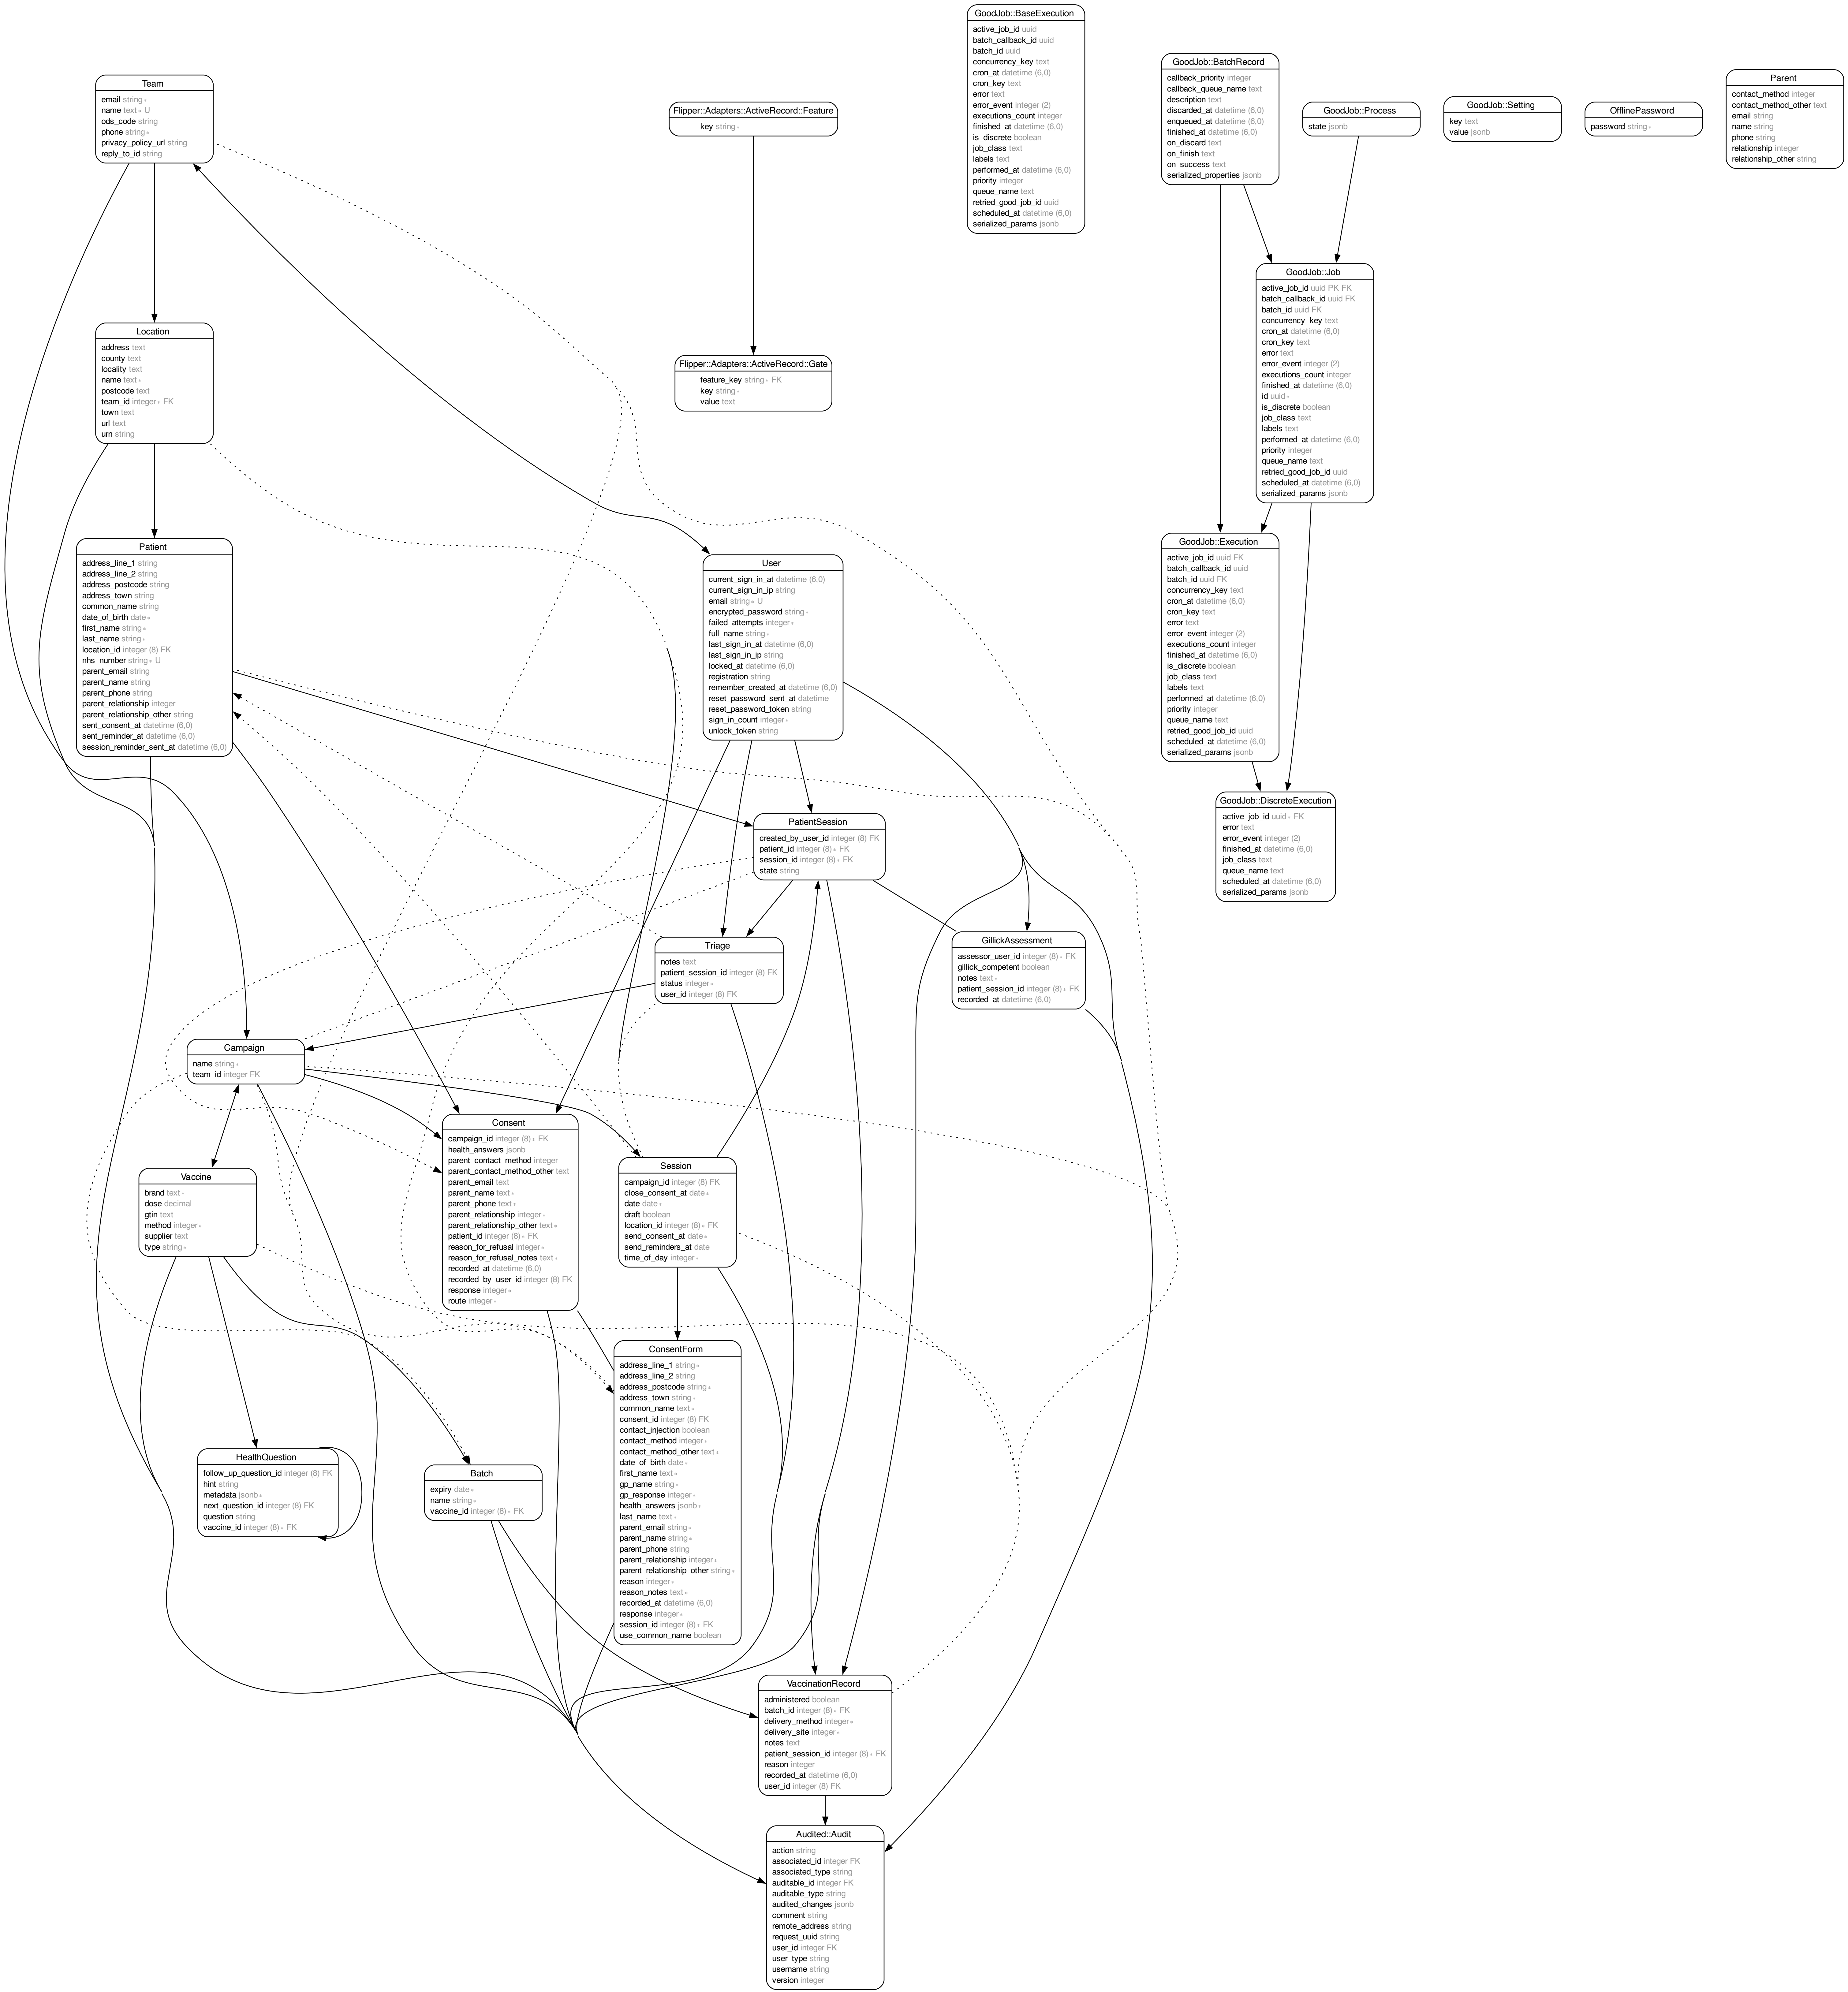 GoodJob::BaseExecution
active_job_id uuid
batch_callback_id uuid
batch_id uuid
concurrency_key text
cron_at datetime (6,0)
cron_key text
error text
error_event integer (2)
executions_count integer
finished_at datetime (6,0)
is_discrete boolean
job_class text
labels text
performed_at datetime (6,0)
priority integer
queue_name text
retried_good_job_id uuid
scheduled_at datetime (6,0)
serialized_params jsonb
GoodJob::BatchRecord
callback_priority integer
callback_queue_name text
description text
discarded_at datetime (6,0)
enqueued_at datetime (6,0)
finished_at datetime (6,0)
on_discard text
on_finish text
on_success text
serialized_properties jsonb
Parent
contact_method integer
contact_method_other text
email string
name string
phone string
relationship integer
relationship_other string
Team
email string ∗
name text ∗ U
ods_code string
phone string ∗
privacy_policy_url string
reply_to_id string
Flipper::Adapters::ActiveRecord::Feature
key string ∗
GoodJob::Process
state jsonb
GoodJob::Setting
key text
value jsonb
OfflinePassword
password string ∗
GoodJob::Job
active_job_id uuid PK FK
batch_callback_id uuid FK
batch_id uuid FK
concurrency_key text
cron_at datetime (6,0)
cron_key text
error text
error_event integer (2)
executions_count integer
finished_at datetime (6,0)
id uuid ∗
is_discrete boolean
job_class text
labels text
performed_at datetime (6,0)
priority integer
queue_name text
retried_good_job_id uuid
scheduled_at datetime (6,0)
serialized_params jsonb
Location
address text
county text
locality text
name text ∗
postcode text
team_id integer ∗ FK
town text
url text
urn string
Flipper::Adapters::ActiveRecord::Gate
feature_key string ∗ FK
key string ∗
value text
Patient
address_line_1 string
address_line_2 string
address_postcode string
address_town string
common_name string
date_of_birth date ∗
first_name string ∗
last_name string ∗
location_id integer (8) FK
nhs_number string ∗ U
parent_email string
parent_name string
parent_phone string
parent_relationship integer
parent_relationship_other string
sent_consent_at datetime (6,0)
sent_reminder_at datetime (6,0)
session_reminder_sent_at datetime (6,0)
User
current_sign_in_at datetime (6,0)
current_sign_in_ip string
email string ∗ U
encrypted_password string ∗
failed_attempts integer ∗
full_name string ∗
last_sign_in_at datetime (6,0)
last_sign_in_ip string
locked_at datetime (6,0)
registration string
remember_created_at datetime (6,0)
reset_password_sent_at datetime
reset_password_token string
sign_in_count integer ∗
unlock_token string
GoodJob::Execution
active_job_id uuid FK
batch_callback_id uuid
batch_id uuid FK
concurrency_key text
cron_at datetime (6,0)
cron_key text
error text
error_event integer (2)
executions_count integer
finished_at datetime (6,0)
is_discrete boolean
job_class text
labels text
performed_at datetime (6,0)
priority integer
queue_name text
retried_good_job_id uuid
scheduled_at datetime (6,0)
serialized_params jsonb
GoodJob::DiscreteExecution
active_job_id uuid ∗ FK
error text
error_event integer (2)
finished_at datetime (6,0)
job_class text
queue_name text
scheduled_at datetime (6,0)
serialized_params jsonb
PatientSession
created_by_user_id integer (8) FK
patient_id integer (8) ∗ FK
session_id integer (8) ∗ FK
state string
Triage
notes text
patient_session_id integer (8) FK
status integer ∗
user_id integer (8) FK
GillickAssessment
assessor_user_id integer (8) ∗ FK
gillick_competent boolean
notes text ∗
patient_session_id integer (8) ∗ FK
recorded_at datetime (6,0)
Campaign
name string ∗
team_id integer FK
Consent
campaign_id integer (8) ∗ FK
health_answers jsonb
parent_contact_method integer
parent_contact_method_other text
parent_email text
parent_name text ∗
parent_phone text ∗
parent_relationship integer ∗
parent_relationship_other text ∗
patient_id integer (8) ∗ FK
reason_for_refusal integer ∗
reason_for_refusal_notes text ∗
recorded_at datetime (6,0)
recorded_by_user_id integer (8) FK
response integer ∗
route integer ∗
Session
campaign_id integer (8) FK
close_consent_at date ∗
date date ∗
draft boolean
location_id integer (8) ∗ FK
send_consent_at date ∗
send_reminders_at date
time_of_day integer ∗
Vaccine
brand text ∗
dose decimal
gtin text
method integer ∗
supplier text
type string ∗
ConsentForm
address_line_1 string ∗
address_line_2 string
address_postcode string ∗
address_town string ∗
common_name text ∗
consent_id integer (8) FK
contact_injection boolean
contact_method integer ∗
contact_method_other text ∗
date_of_birth date ∗
first_name text ∗
gp_name string ∗
gp_response integer ∗
health_answers jsonb ∗
last_name text ∗
parent_email string ∗
parent_name string ∗
parent_phone string
parent_relationship integer ∗
parent_relationship_other string ∗
reason integer ∗
reason_notes text ∗
recorded_at datetime (6,0)
response integer ∗
session_id integer (8) ∗ FK
use_common_name boolean
HealthQuestion
follow_up_question_id integer (8) FK
hint string
metadata jsonb ∗
next_question_id integer (8) FK
question string
vaccine_id integer (8) ∗ FK
Batch
expiry date ∗
name string ∗
vaccine_id integer (8) ∗ FK
VaccinationRecord
administered boolean
batch_id integer (8) ∗ FK
delivery_method integer ∗
delivery_site integer ∗
notes text
patient_session_id integer (8) ∗ FK
reason integer
recorded_at datetime (6,0)
user_id integer (8) FK
Audited::Audit
action string
associated_id integer FK
associated_type string
auditable_id integer FK
auditable_type string
audited_changes jsonb
comment string
remote_address string
request_uuid string
user_id integer FK
user_type string
username string
version integer